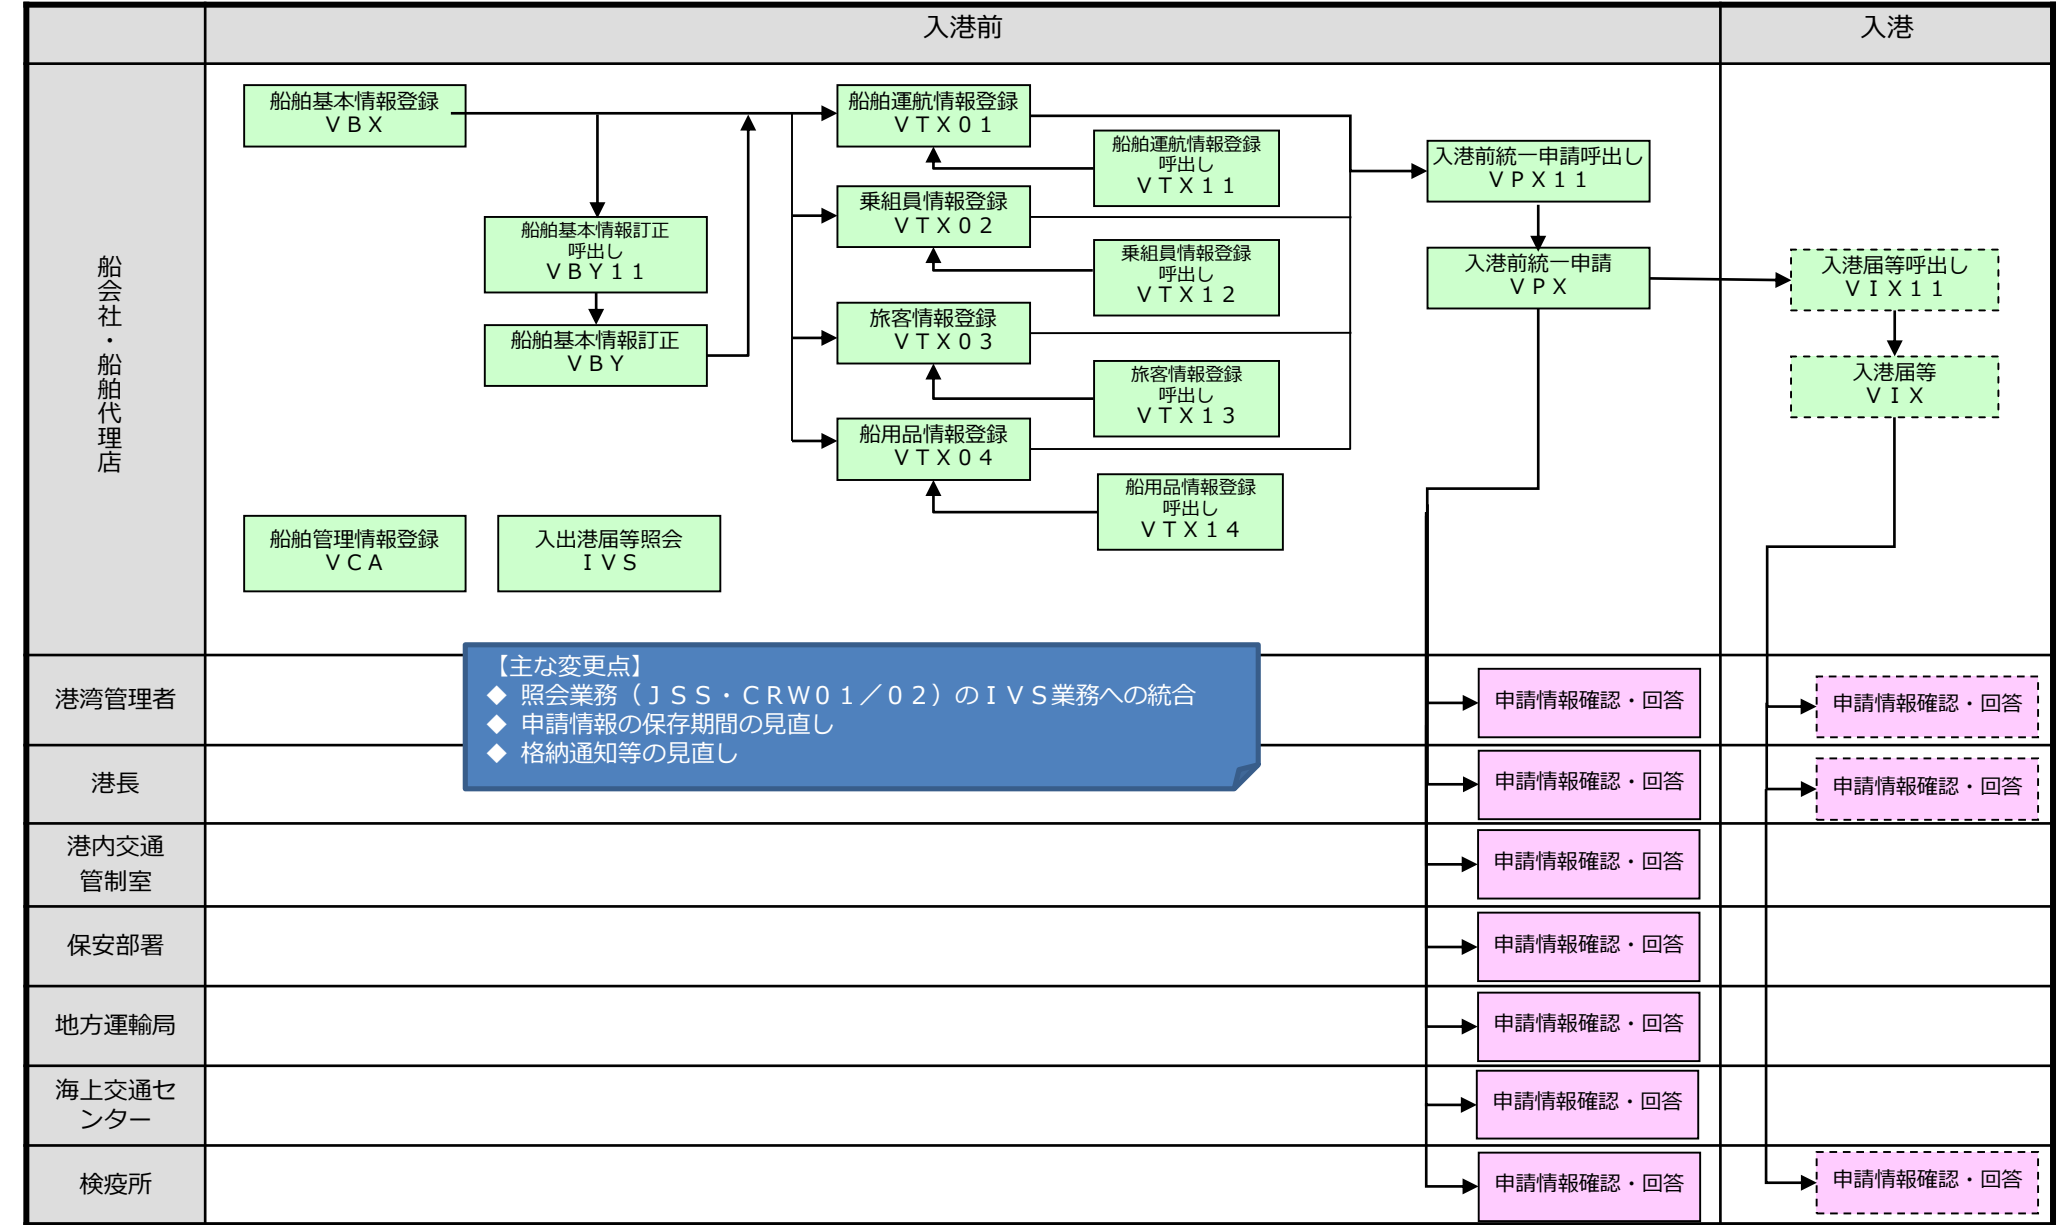 入港前
入港
船会社・船舶代理店
船舶基本情報登録
ＶＢＸ
船舶基本情報訂正
呼出し
ＶＢＹ１１
船舶基本情報訂正
ＶＢＹ
船舶運航情報登録
ＶＴＸ０１
船舶運航情報登録
呼出し
ＶＴＸ１１
乗組員情報登録
ＶＴＸ０２
乗組員情報登録
呼出し
ＶＴＸ１２
旅客情報登録
ＶＴＸ０３
旅客情報登録
呼出し
ＶＴＸ１３
船用品情報登録
ＶＴＸ０４
船用品情報登録
呼出し
ＶＴＸ１４
入港前統一申請呼出し
ＶＰＸ１１
入港前統一申請
ＶＰＸ
入港届等呼出し
ＶＩＸ１１
入港届等
ＶＩＸ
船舶管理情報登録
ＶＣＡ
入出港届等照会
ＩＶＳ
【主な変更点】
◆ 照会業務（ＪＳＳ・ＣＲＷ０１／０２）のＩＶＳ業務への統合
◆ 申請情報の保存期間の見直し
◆ 格納通知等の見直し
港湾管理者
申請情報確認・回答
申請情報確認・回答
港長
申請情報確認・回答
申請情報確認・回答
港内交通
管制室
申請情報確認・回答
保安部署
申請情報確認・回答
地方運輸局
申請情報確認・回答
海上交通セ
ンター
申請情報確認・回答
検疫所
申請情報確認・回答
申請情報確認・回答